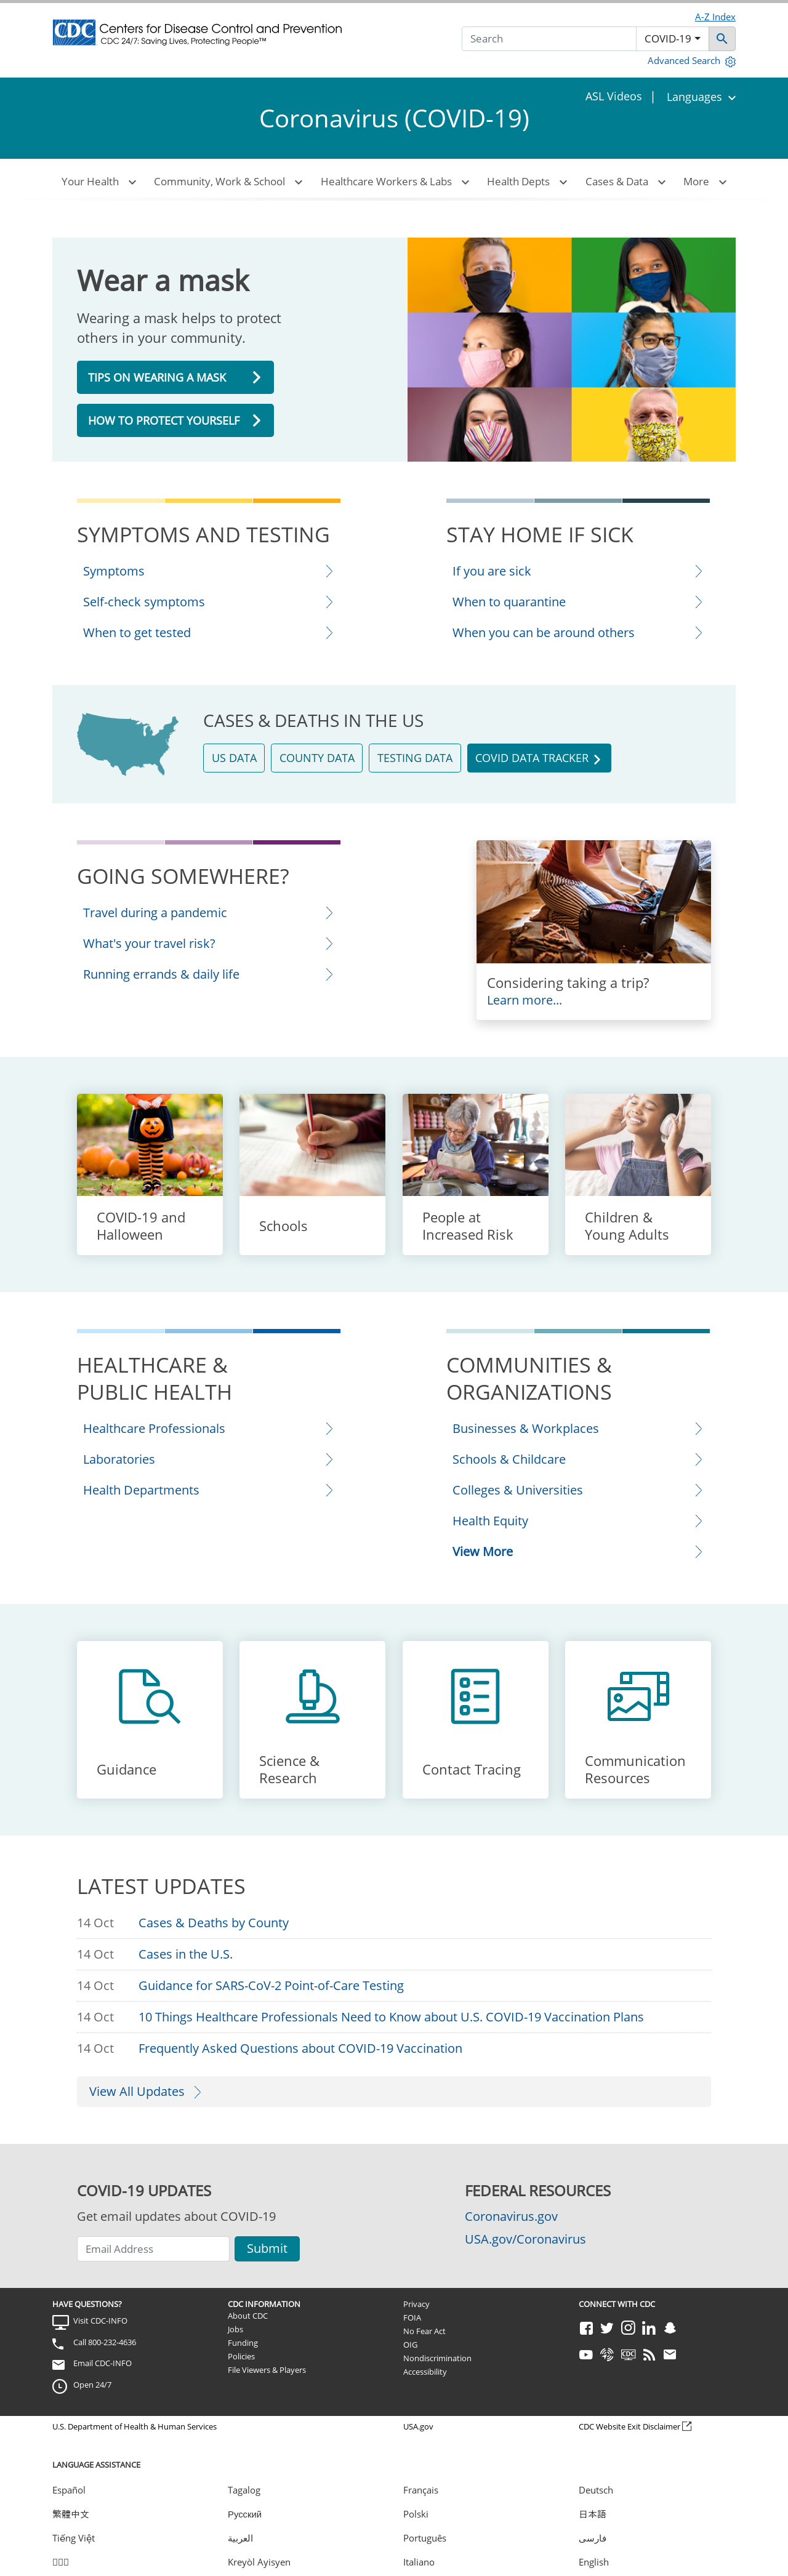 A-Z Index
CDC Centers for Disease Control and Prevention
CDC 24/7: Saving Lives, Protecting People™
Search
COVID-19
Advanced Search
ASL Videos | Languages
Coronavirus (COVID-19)
Your Health Community, Work & School Healthcare Workers & Labs Health Depts Cases & Data More
Wear a mask
Wearing a mask helps to protect
others in your community.
TIPS ON WEARING A MASK
HOW TO PROTECT YOURSELF
SYMPTOMS AND TESTING
Symptoms
Self-check symptoms
When to get tested
STAY HOME IF SICK
If you are sick
When to quarantine
When you can be around others
CASES & DEATHS IN THE US
US DATA COUNTY DATA TESTING DATA COVID DATA TRACKER
GOING SOMEWHERE?
Travel during a pandemic
What's your travel risk?
Running errands & daily life
Considering taking a trip?
Learn more...
COVID-19 and
Halloween
Schools
People at
Increased Risk
Children &
Young Adults
HEALTHCARE &
PUBLIC HEALTH
Healthcare Professionals
Laboratories
Health Departments
COMMUNITIES &
ORGANIZATIONS
Businesses & Workplaces
Schools & Childcare
Colleges & Universities
Health Equity
View More
Guidance
Science &
Research
Contact Tracing
Communication
Resources
LATEST UPDATES
14 Oct Cases & Deaths by County
14 Oct Cases in the U.S.
14 Oct Guidance for SARS-CoV-2 Point-of-Care Testing
14 Oct 10 Things Healthcare Professionals Need to Know about U.S. COVID-19 Vaccination Plans
14 Oct Frequently Asked Questions about COVID-19 Vaccination
View All Updates
COVID-19 UPDATES
Get email updates about COVID-19
Email Address
Submit
FEDERAL RESOURCES
Coronavirus.gov
USA.gov/Coronavirus
HAVE QUESTIONS?
Visit CDC-INFO
Call 800-232-4636
Email CDC-INFO
Open 24/7
CDC INFORMATION
About CDC
Jobs
Funding
Policies
File Viewers & Players
Privacy
FOIA
No Fear Act
OIG
Nondiscrimination
Accessibility
CONNECT WITH CDC
CDC
U.S. Department of Health & Human Services
USA.gov
CDC Website Exit Disclaimer
LANGUAGE ASSISTANCE
Español Tagalog Français Deutsch
繁體中文 Русский Polski 日本語
Tiếng Việt العربية Português فارسی
Kreyòl Ayisyen Italiano English